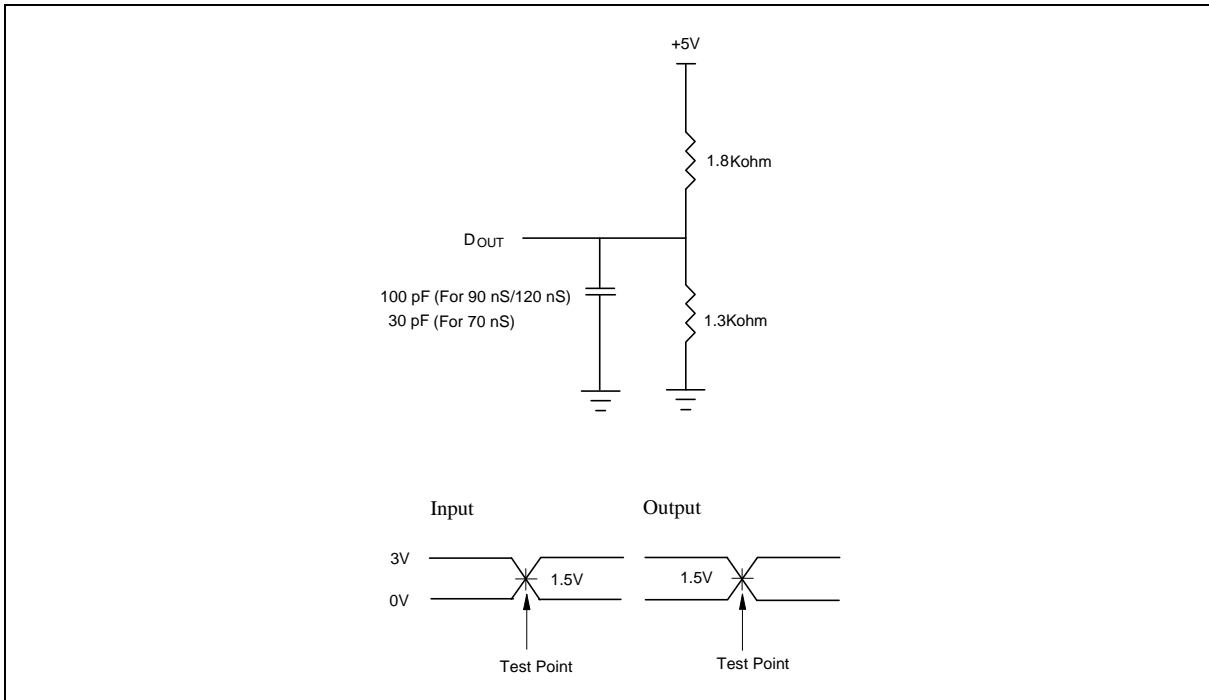 +5V
1.8Kohm
DOUT
100 pF (For 90 nS/120 nS)
30 pF (For 70 nS)
1.3Kohm
Input
Output
3V
1.5V
1.5V
0V
Test Point
Test Point